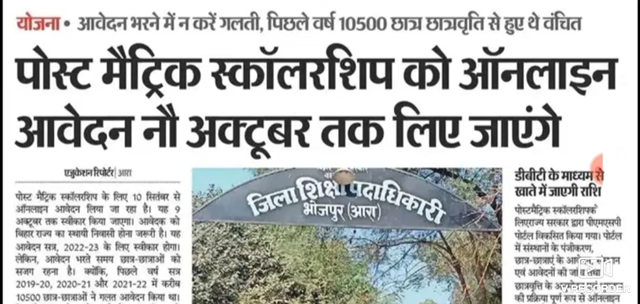 योजना • आवेदन भरने में न करें गलती, पिछले वर्ष 10500 छात्र छात्रवृति से हुए थे वंचित
पोस्ट मैट्रिक स्कॉलरशिप को ऑनलाइन
आवेदन नौ अक्टूबर तक लिए जाएंगे
एजुकेशन रिपोर्टर | आरा
पोस्ट मैट्रिक स्कॉलरशिप के लिए 10 सितंबर से
ऑनलाइन आवेदन लिया जा रहा है। यह 9
अक्टूबर तक स्वीकार किया जाएगा। आवेदक को
बिहार राज्य का स्थायी निवासी होना जरूरी है। यह
आवेदन सत्र, 2022-23 के लिए स्वीकार होगा।
लेकिन, आवेदन भरते समय छात्र-छात्राओं को
सजग रहना है। क्योंकि, पिछले वर्ष सत्र
2019-20, 2020-21 और 2021-22 में करीब
10500 छात्र-छात्राओं ने गलत आवेदन किया था।
जिला शिक्षा पदाधिकारी
भोजपुर (आरा)
डीबीटी के माध्यम से
खाते में जाएगी राशि
पोस्टमैट्रिक स्कॉलरशिपके
लिएराज्य सरकार द्वारा पीएमएसपी
पोर्टल विकसित किया गया। पोर्टल
में संस्थानों के पंजीकरण,
छात्र-छात्राएं के आवेदन
एवं आवेदनों की जांच तथा
छात्रवृत्ति के
की प्रक्रिया पूर्ण रूप से ऑनलाइन